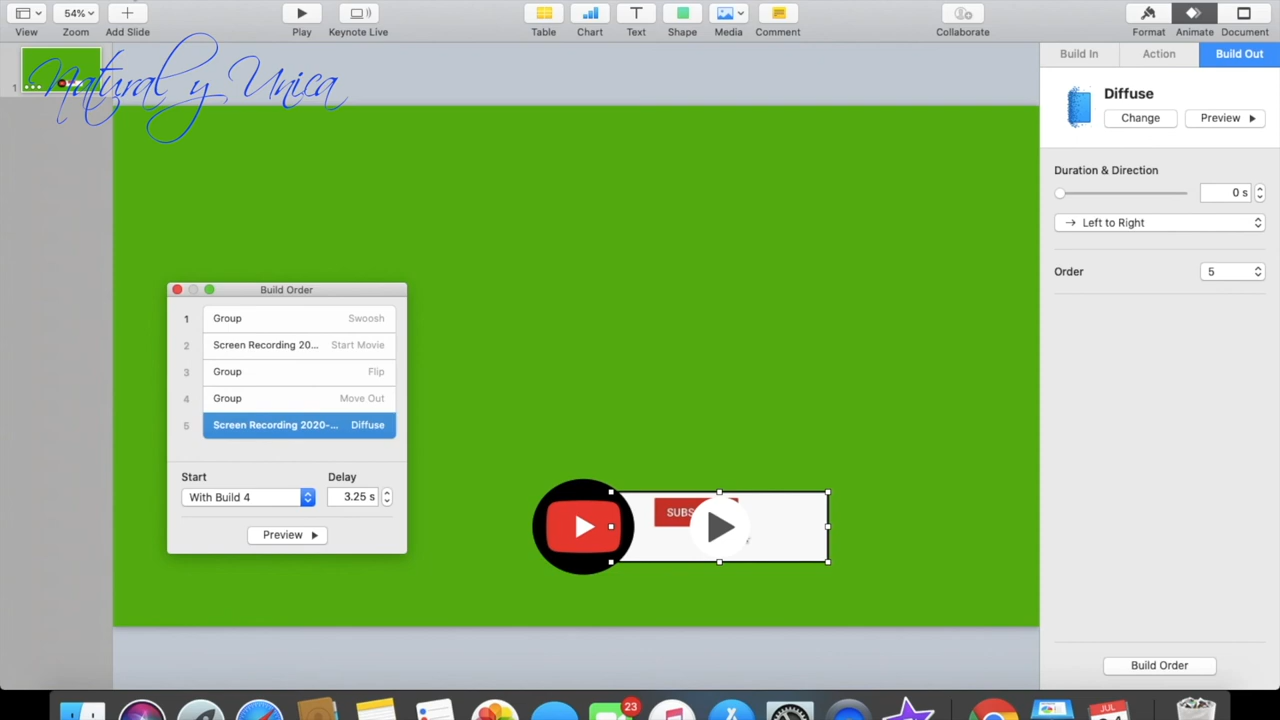 54%
View
Zoom
Add Slide
Play
Keynote Live
Table
Chart
Text
Shape
Media
Comment
Collaborate
Format
Animate
Document
1
Natural y Unica
Build In
Action
Build Out
Diffuse
Change
Preview
Duration & Direction
0 s
Left to Right
Order
5
Build Order
1 Group Swoosh
2 Screen Recording 20... Start Movie
3 Group Flip
4 Group Move Out
5 Screen Recording 2020-... Diffuse
Start
Delay
With Build 4
3.25 s
Preview
SUBS
Build Order
23
JUL